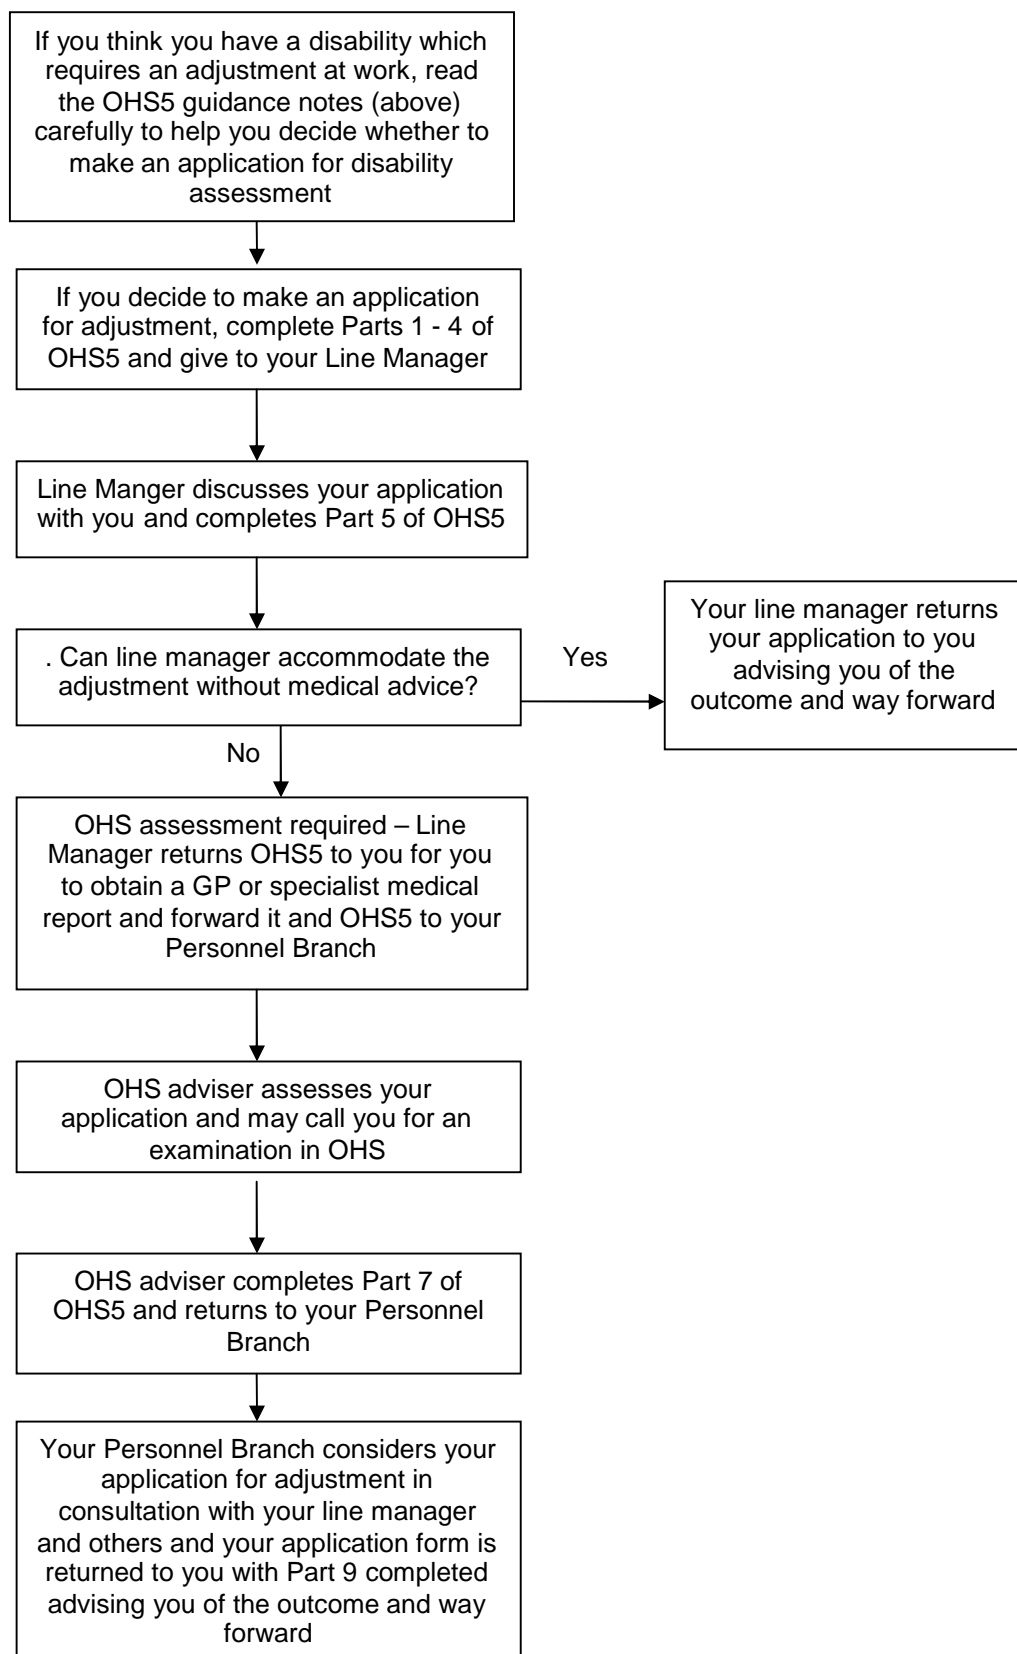 If you think you have a disability which
requires an adjustment at work, read
the OHS5 guidance notes (above)
carefully to help you decide whether to
make an application for disability
assessment
If you decide to make an application
for adjustment, complete Parts 1 - 4 of
OHS5 and give to your Line Manager
Line Manger discusses your application
with you and completes Part 5 of OHS5
. Can line manager accommodate the
adjustment without medical advice?
Yes
Your line manager returns
your application to you
advising you of the
outcome and way forward
No
OHS assessment required – Line
Manager returns OHS5 to you for you
to obtain a GP or specialist medical
report and forward it and OHS5 to your
Personnel Branch
OHS adviser assesses your
application and may call you for an
examination in OHS
OHS adviser completes Part 7 of
OHS5 and returns to your Personnel
Branch
Your Personnel Branch considers your
application for adjustment in
consultation with your line manager
and others and your application form is
returned to you with Part 9 completed
advising you of the outcome and way
forward